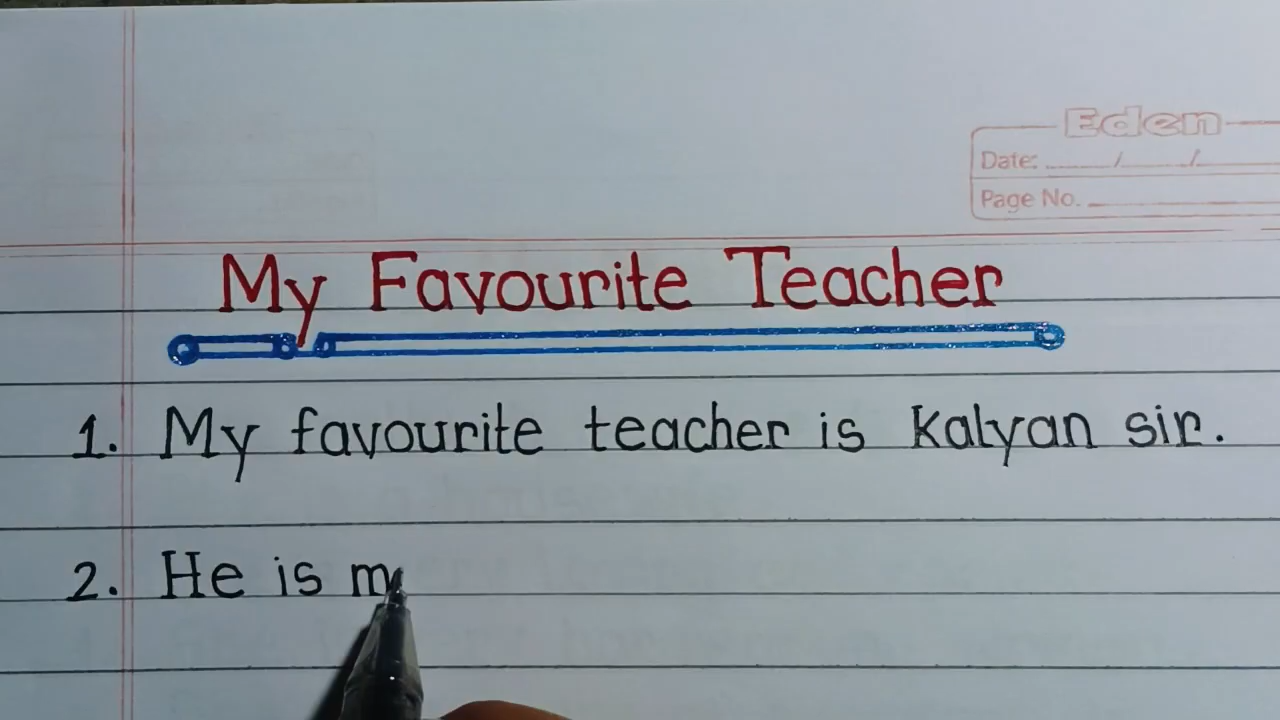 Eden
Date: ....../....../
Page No.
My Favourite Teacher
1. My favourite teacher is Kalyan sir.
2. He is m